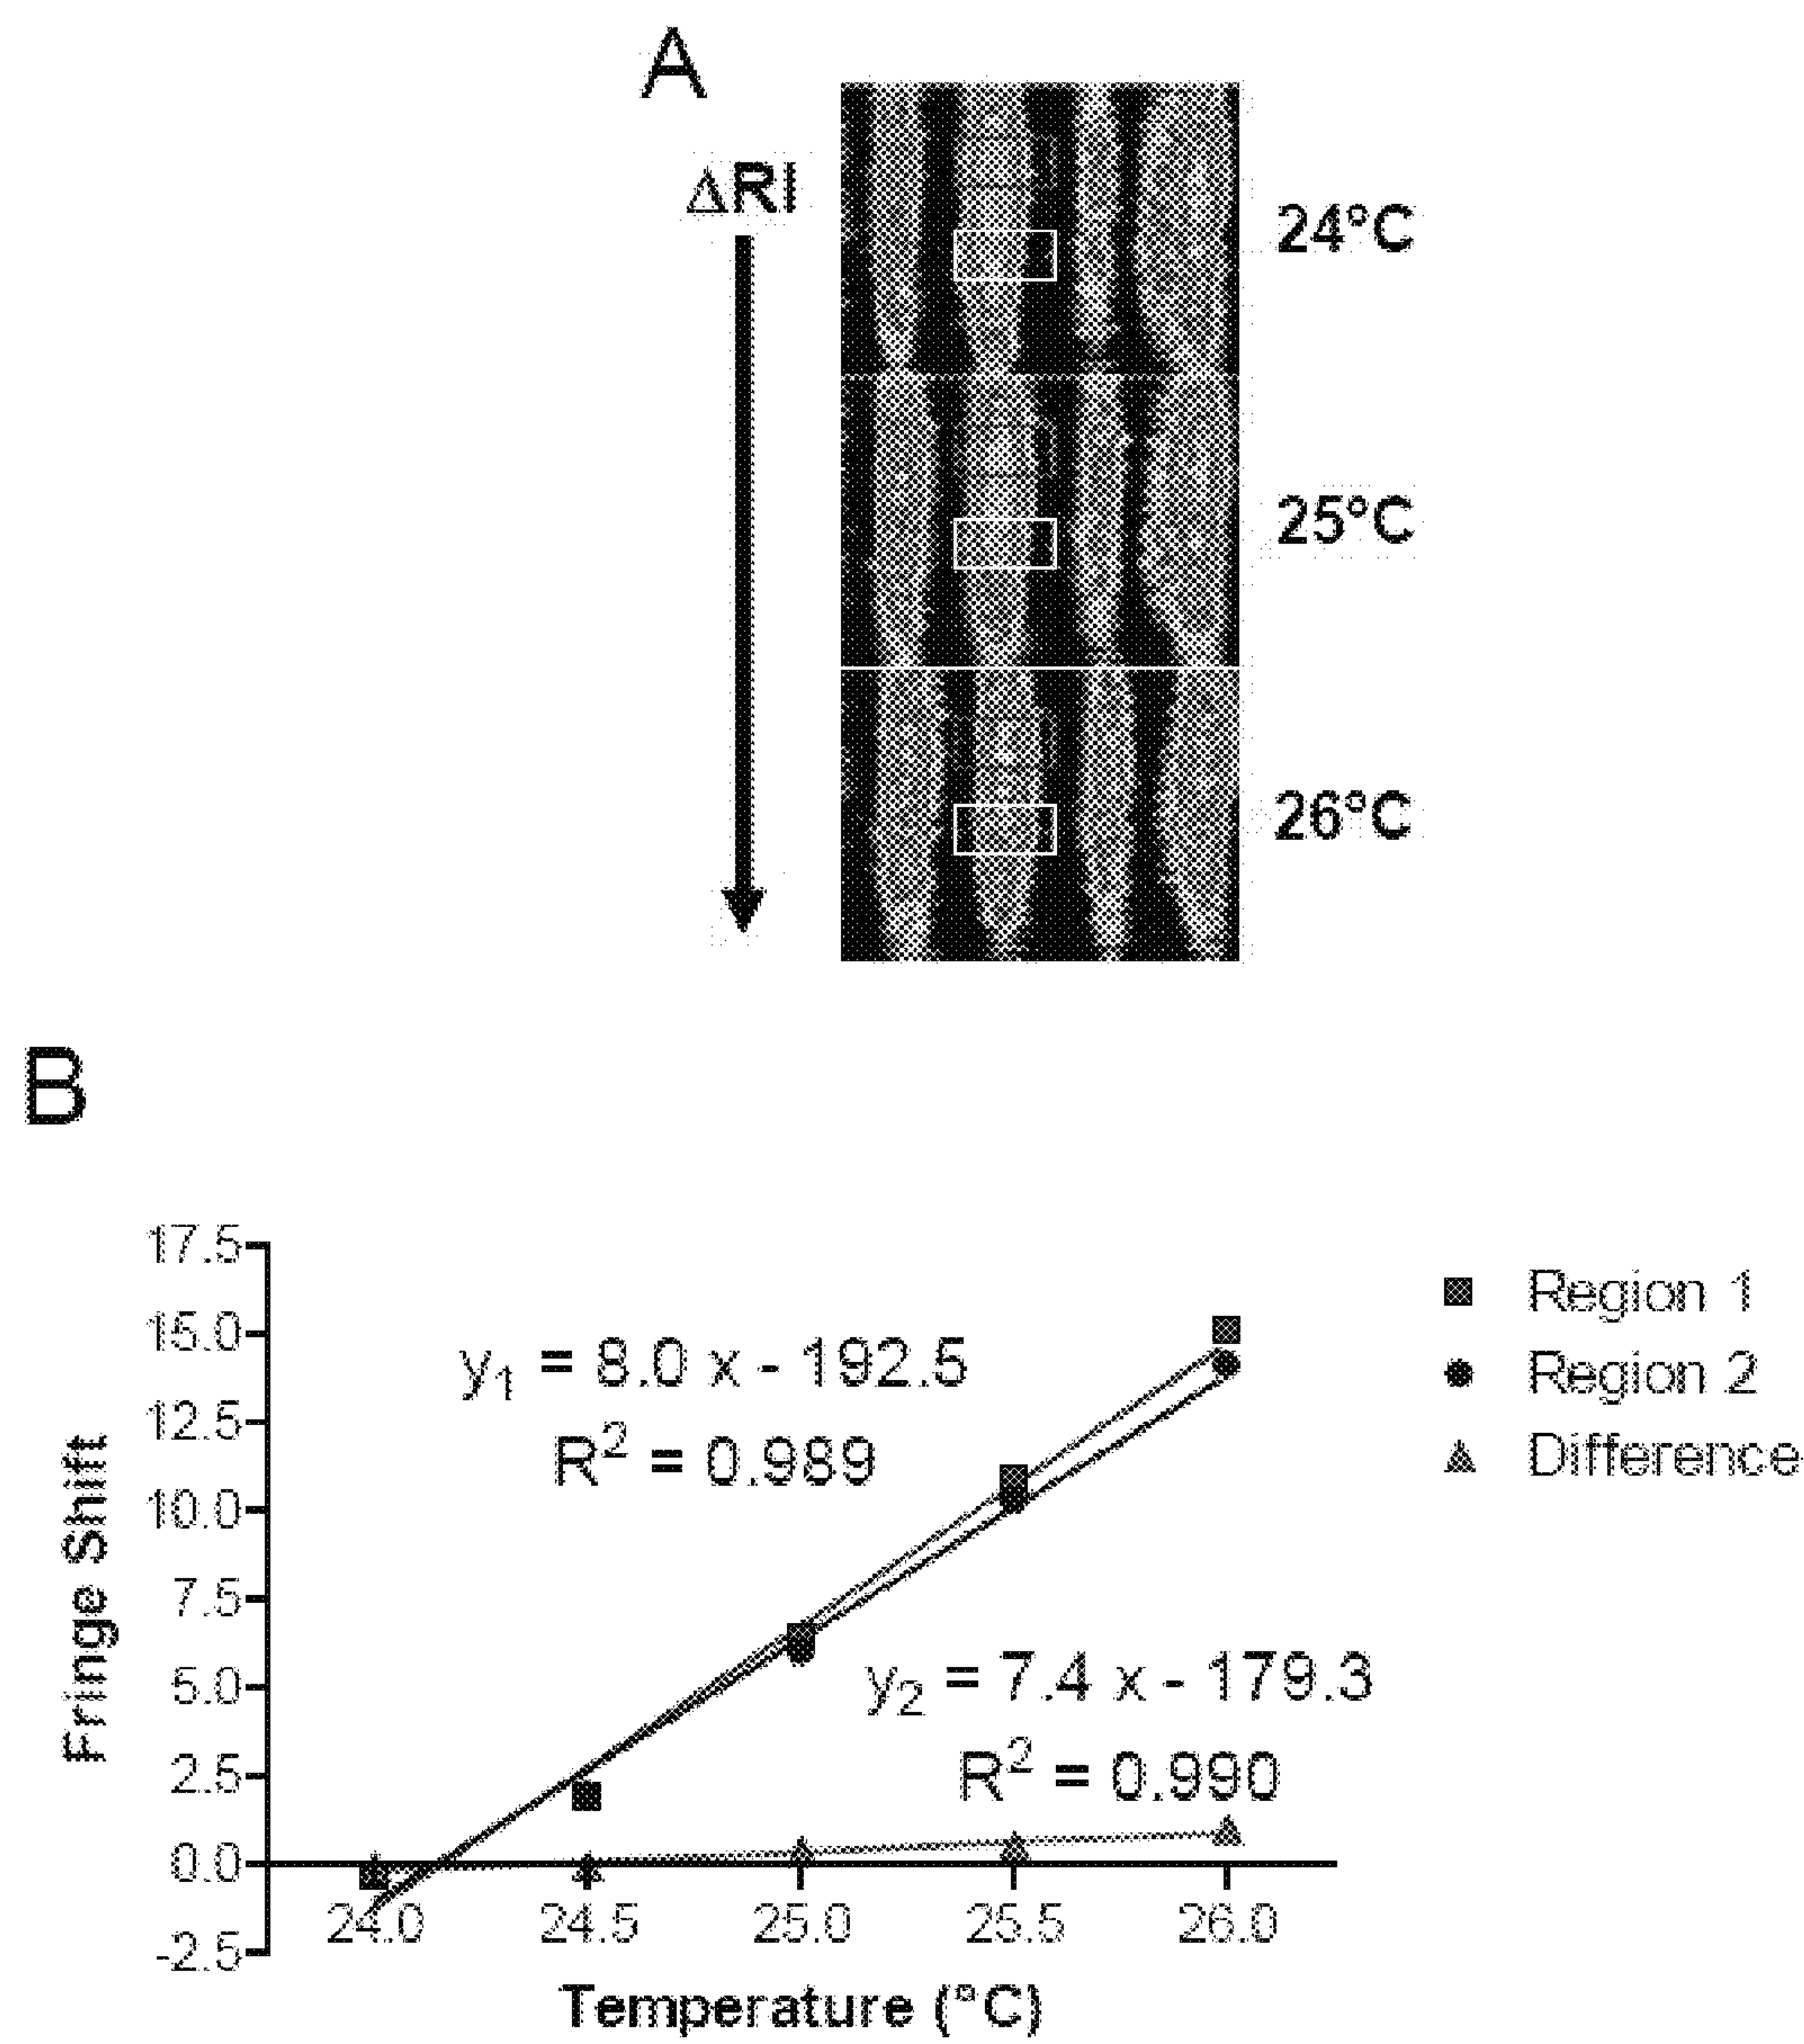 A
ΔRI
24°C
25°C
26°C
B
17.5
15.0
12.5
10.0
7.5
5.0
2.5
0.0
-2.5
Fringe Shift
y₁ = 8.0 x - 192.5
R² = 0.989
y₂ = 7.4 x - 179.3
R² = 0.990
24.0 24.5 25.0 25.5 26.0
Temperature (°C)
Region 1
Region 2
Difference